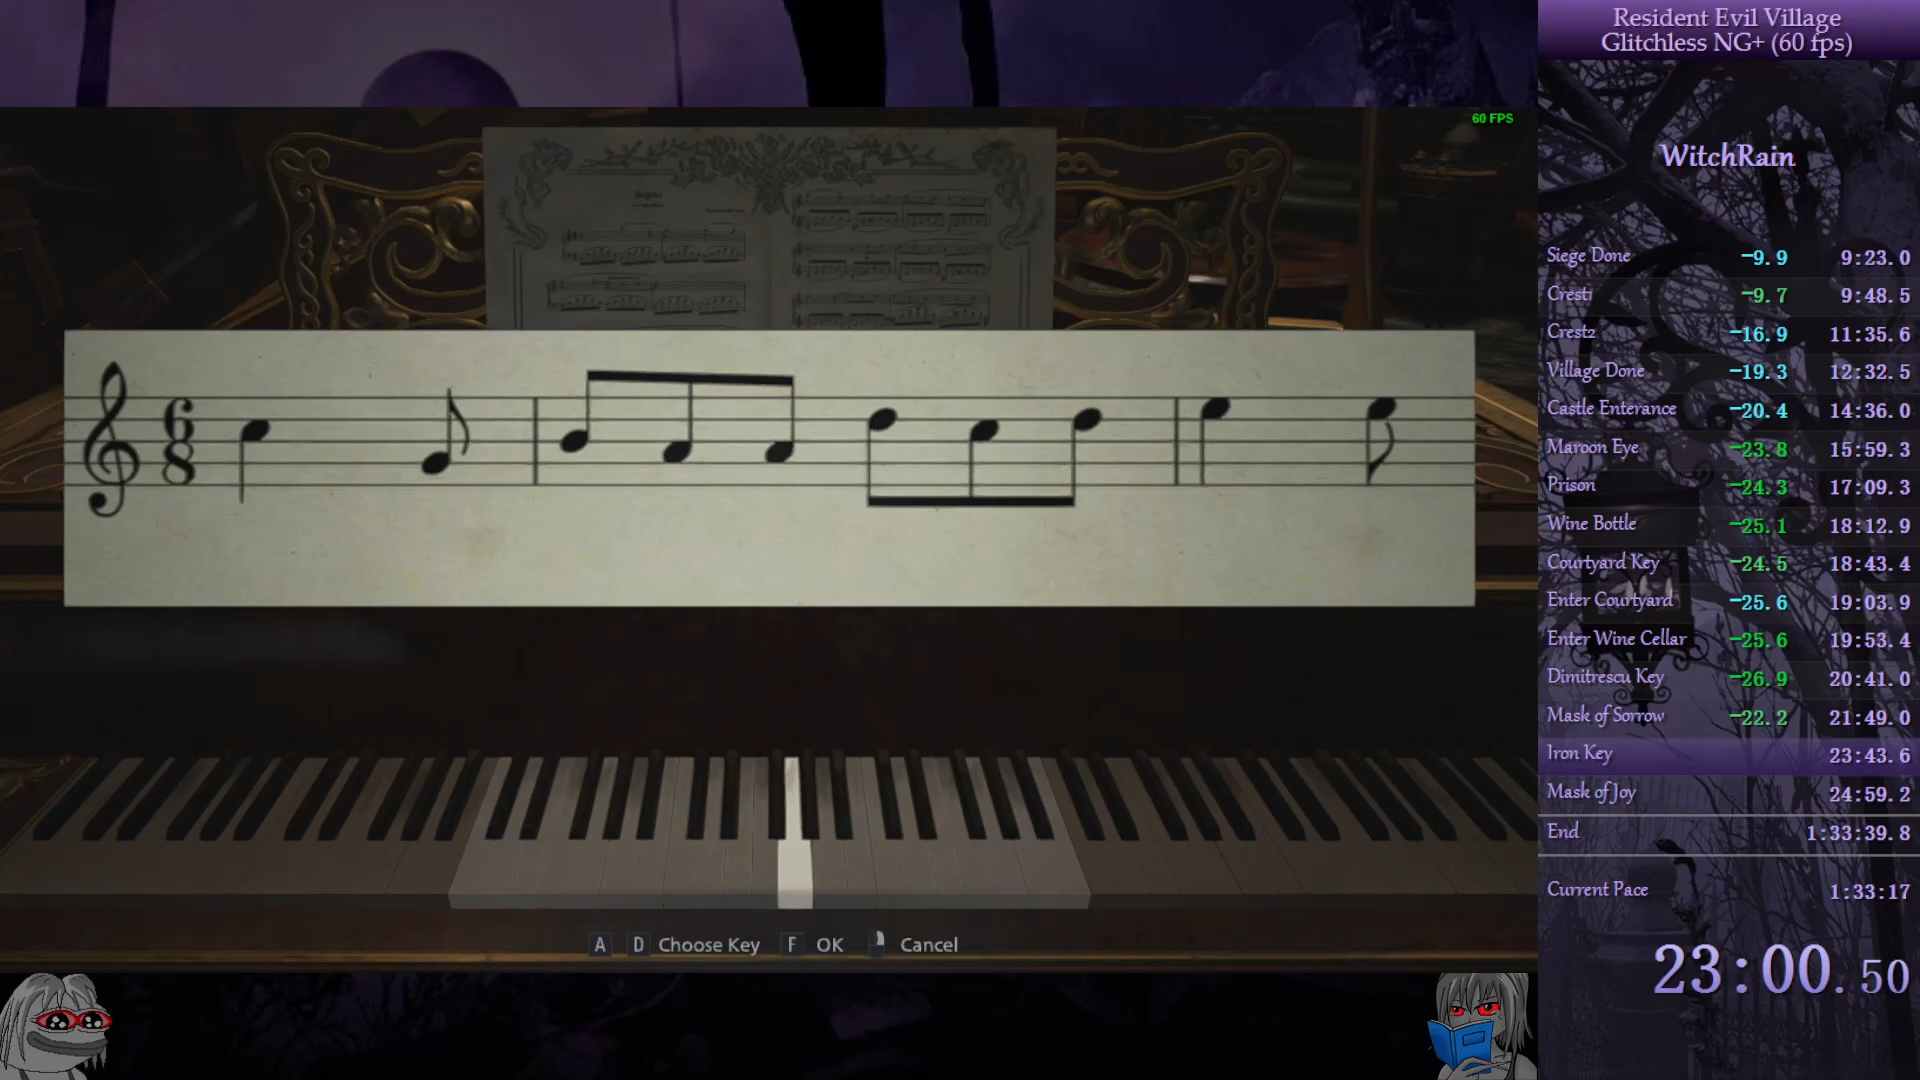 Resident Evil Village
Glitchless NG+ (60 fps)
60 FPS
WitchRain
Siege Done -9.9 9:23.0
Crest1 -9.7 9:48.5
Crest2 -16.9 11:35.6
Village Done -19.3 12:32.5
Castle Enterance -20.4 14:36.0
Maroon Eye -23.8 15:59.3
Prison -24.3 17:09.3
Wine Bottle -25.1 18:12.9
Courtyard Key -24.5 18:43.4
Enter Courtyard -25.6 19:03.9
Enter Wine Cellar -25.6 19:53.4
Dimitrescu Key -26.9 20:41.0
Mask of Sorrow -22.2 21:49.0
Iron Key 23:43.6
Mask of Joy 24:59.2
End 1:33:39.8
Current Pace 1:33:17
23:00.50
6
8
A D Choose Key F OK Cancel